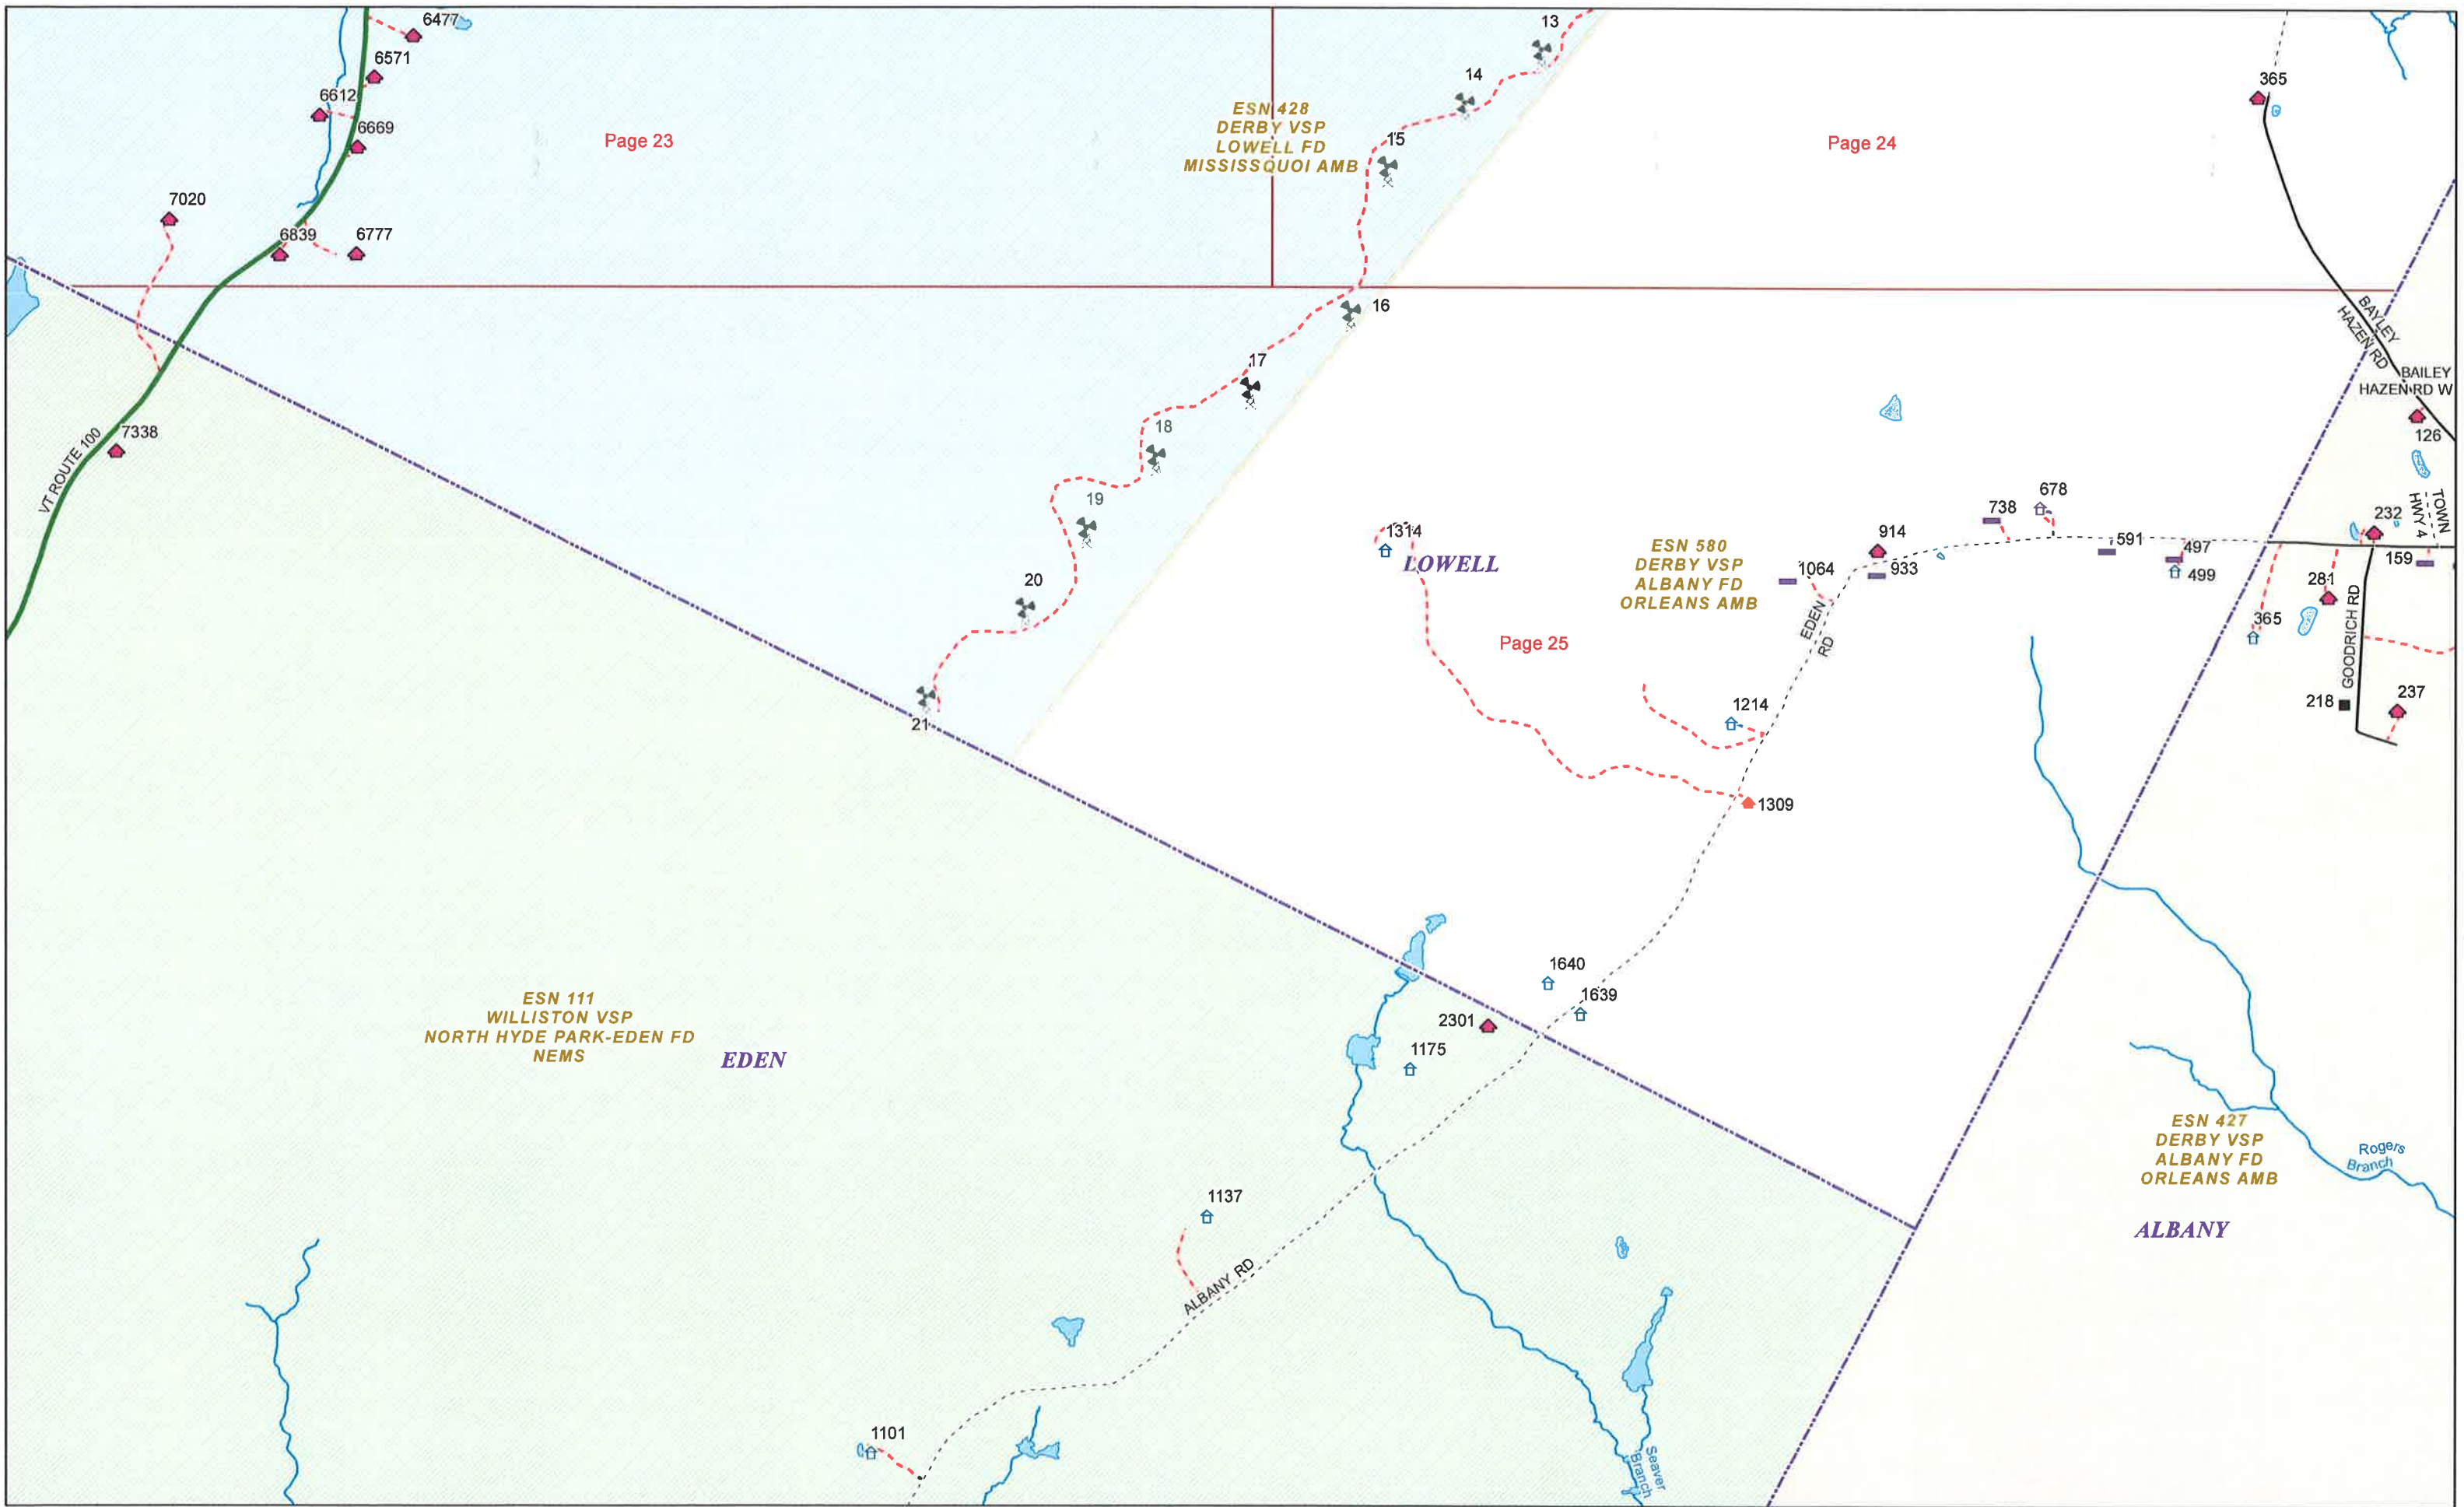 6477
13
6571
14
365
6612
ESN 428
DERBY VSP
LOWELL FD
MISSISSQUOI AMB
6669
Page 23
15
Page 24
7020
6839
6777
16
BAYLEY
HAZEN RD
17
BAILEY
HAZEN RD W
126
7338
VT ROUTE 100
18
19
1314
LOWELL
ESN 580
DERBY VSP
ALBANY FD
ORLEANS AMB
914
738
678
591
497
499
232
TOWN
HWY 4
159
1064
933
281
365
20
EDEN
RD
Page 25
GOODRICH RD
218
237
21
1214
1309
1640
1639
2301
1175
ESN 111
WILLISTON VSP
NORTH HYDE PARK-EDEN FD
NEMS
EDEN
ESN 427
DERBY VSP
ALBANY FD
ORLEANS AMB
Rogers
Branch
1137
ALBANY
ALBANY RD
1101
Seaver
Branch